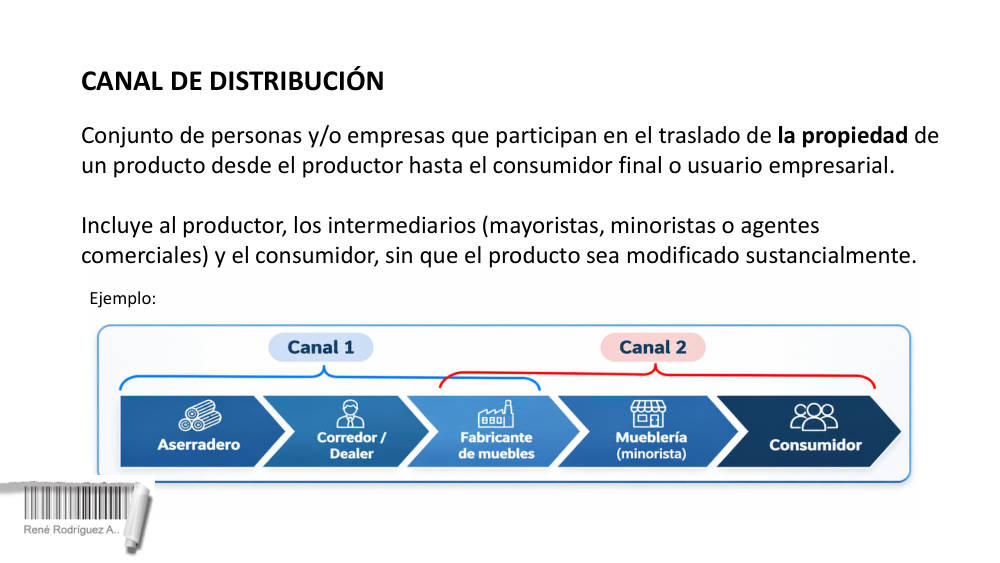 CANAL DE DISTRIBUCIÓN
Conjunto de personas y/o empresas que participan en el traslado de la propiedad de
un producto desde el productor hasta el consumidor final o usuario empresarial.
Incluye al productor, los intermediarios (mayoristas, minoristas o agentes
comerciales) y el consumidor, sin que el producto sea modificado sustancialmente.
Ejemplo:
Canal 1
Canal 2
Aserradero
Corredor /
Dealer
Fabricante
de muebles
Mueblería
(minorista)
Consumidor
René Rodríguez A..